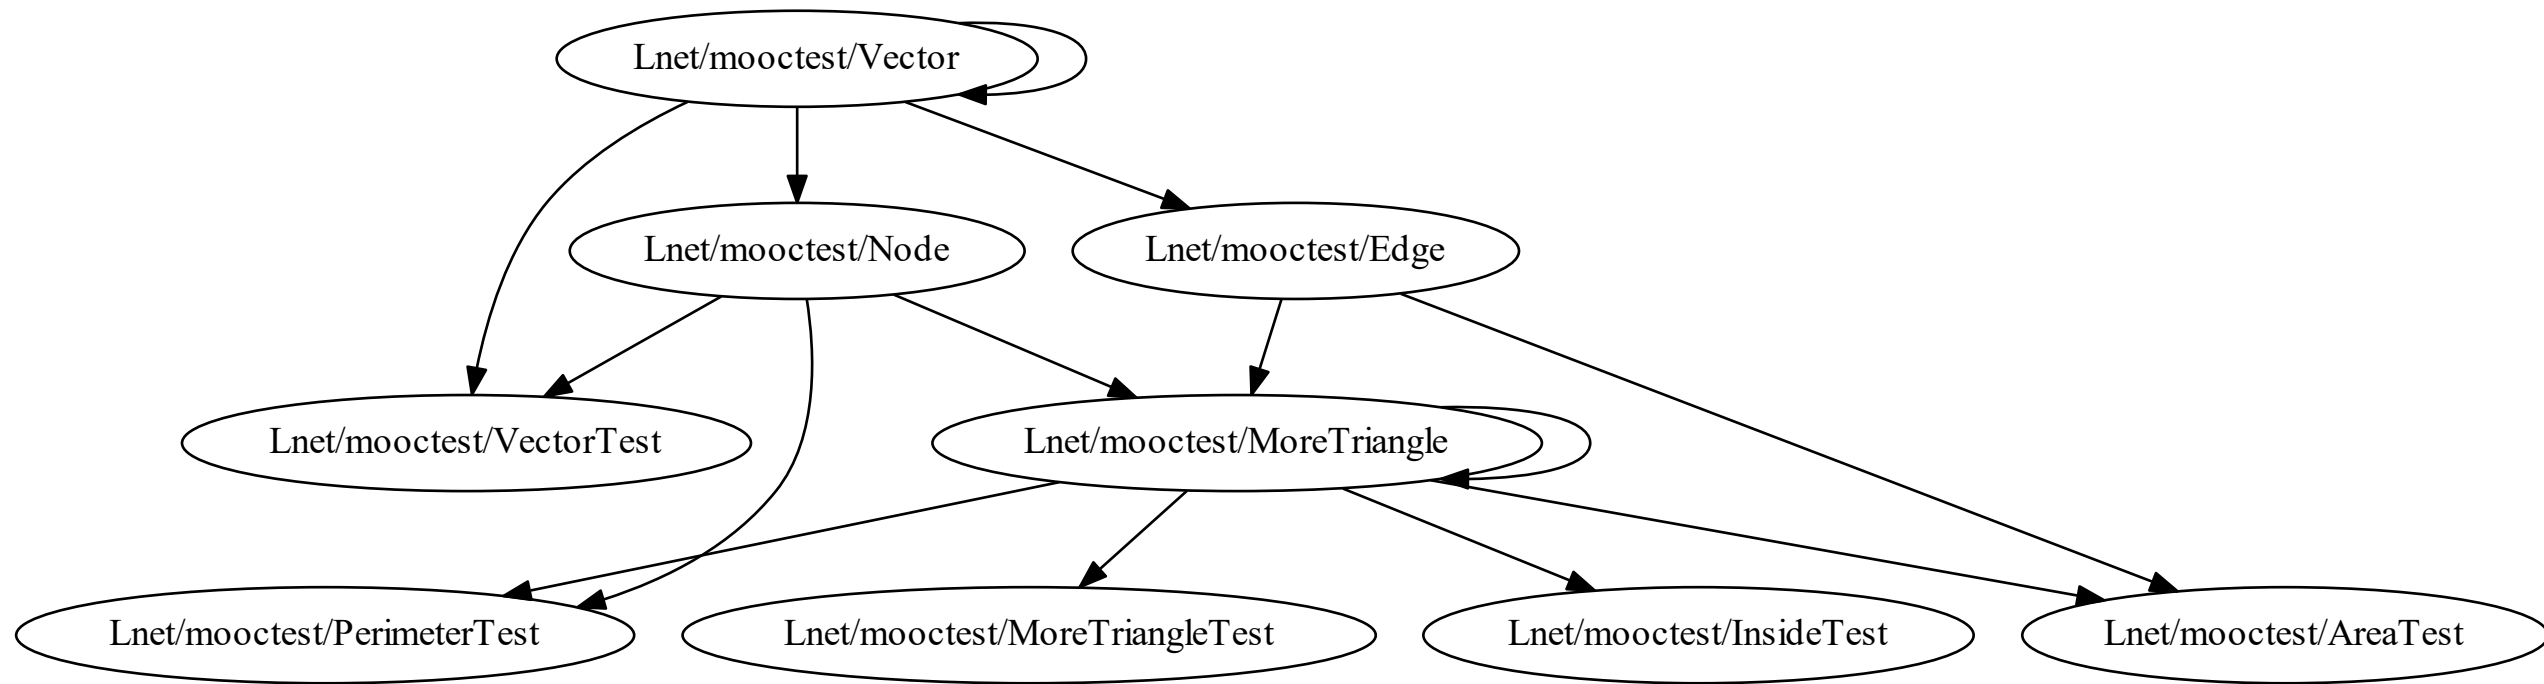 Lnet/mooctest/Vector
Lnet/mooctest/Node
Lnet/mooctest/Edge
Lnet/mooctest/VectorTest
Lnet/mooctest/MoreTriangle
Lnet/mooctest/PerimeterTest
Lnet/mooctest/MoreTriangleTest
Lnet/mooctest/InsideTest
Lnet/mooctest/AreaTest